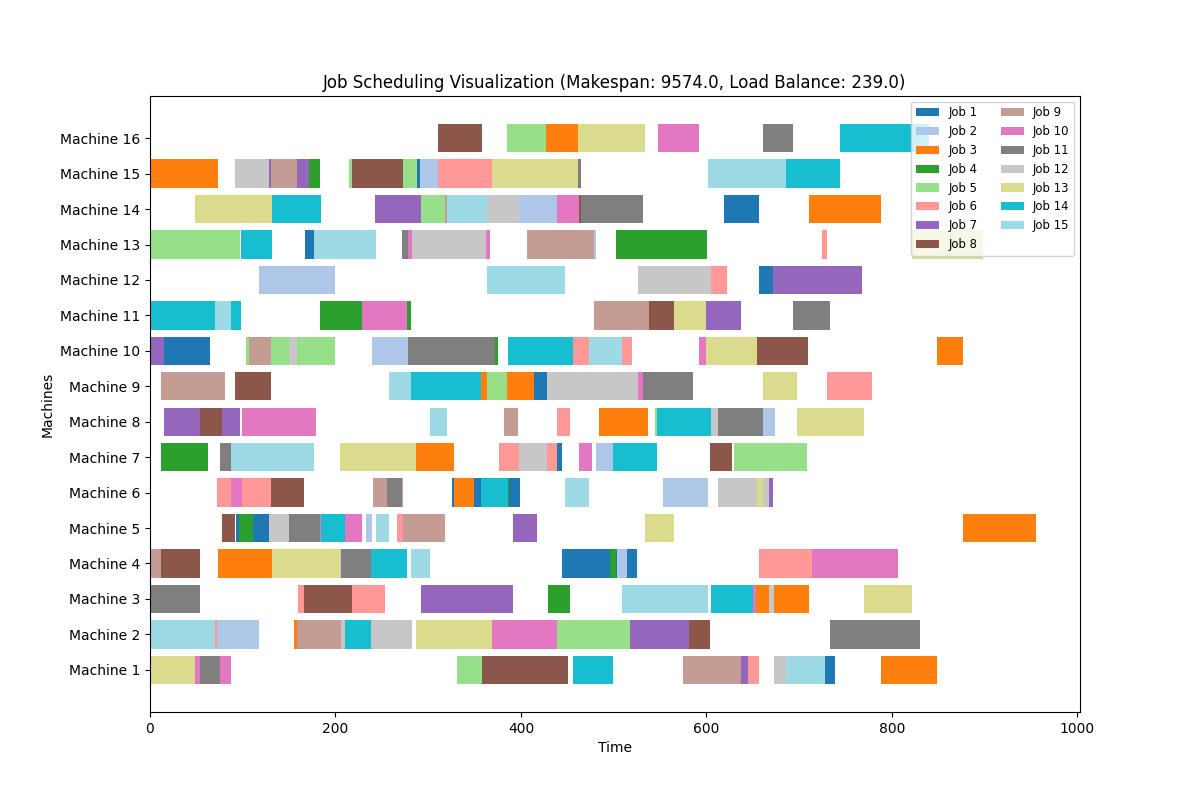 Job Scheduling Visualization (Makespan: 9574.0, Load Balance: 239.0)
Machine 16
Machine 15
Machine 14
Machine 13
Machine 12
Machine 11
Machine 10
Machine 9
Machine 8
Machine 7
Machine 6
Machine 5
Machine 4
Machine 3
Machine 2
Machine 1
Machines
0 200 400 600 800 1000
Time
Job 1
Job 2
Job 3
Job 4
Job 5
Job 6
Job 7
Job 8
Job 9
Job 10
Job 11
Job 12
Job 13
Job 14
Job 15